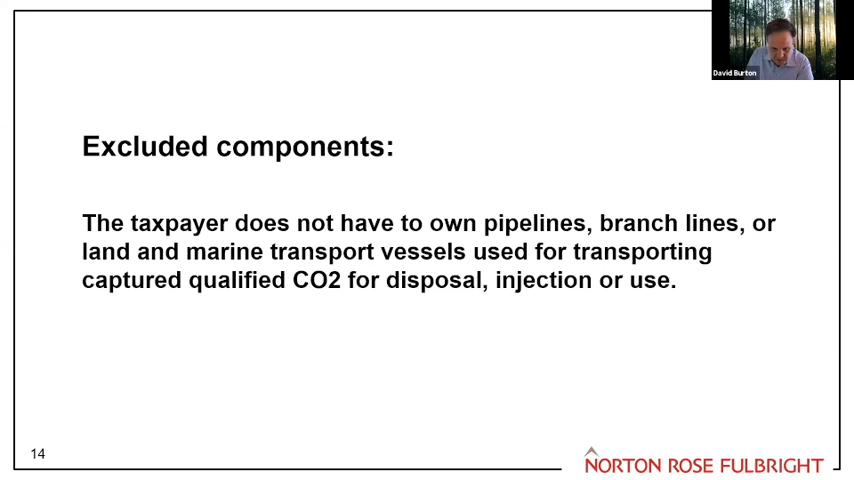 David Burton
Excluded components:
The taxpayer does not have to own pipelines, branch lines, or
land and marine transport vessels used for transporting
captured qualified CO2 for disposal, injection or use.
14
NORTON ROSE FULBRIGHT